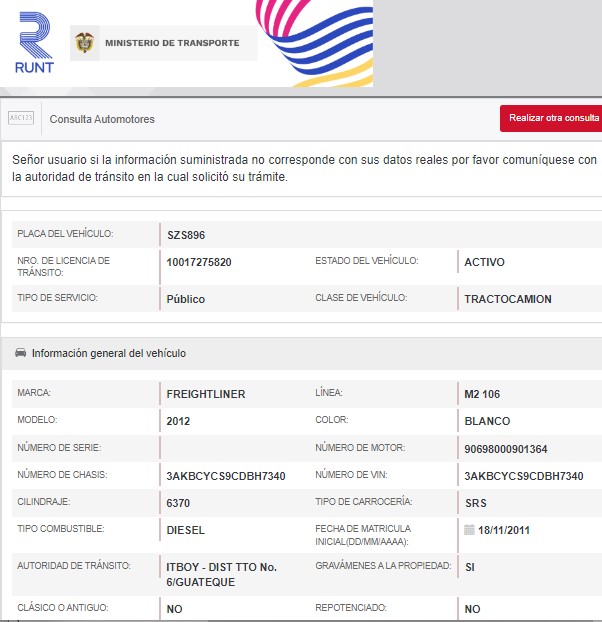 RUNT
MINISTERIO DE TRANSPORTE
ABC123
Consulta Automotores
Realizar otra consulta
Señor usuario si la información suministrada no corresponde con sus datos reales por favor comuníquese con
la autoridad de tránsito en la cual solicitó su trámite.
PLACA DEL VEHÍCULO: SZS896
NRO. DE LICENCIA DE
TRÁNSITO: 10017275820 ESTADO DEL VEHÍCULO: ACTIVO
TIPO DE SERVICIO: Público CLASE DE VEHÍCULO: TRACTOCAMION
Información general del vehículo
MARCA: FREIGHTLINER LÍNEA: M2 106
MODELO: 2012 COLOR: BLANCO
NÚMERO DE SERIE: NÚMERO DE MOTOR: 90698000901364
NÚMERO DE CHASIS: 3AKBCYCS9CDBH7340 NÚMERO DE VIN: 3AKBCYCS9CDBH7340
CILINDRAJE: 6370 TIPO DE CARROCERÍA: SRS
TIPO COMBUSTIBLE: DIESEL FECHA DE MATRICULA
INICIAL(DD/MM/AAAA): 18/11/2011
AUTORIDAD DE TRÁNSITO: ITBOY - DIST TTO No.
6/GUATEQUE GRAVÁMENES A LA PROPIEDAD: SI
CLÁSICO O ANTIGUO: NO REPOTENCIADO: NO